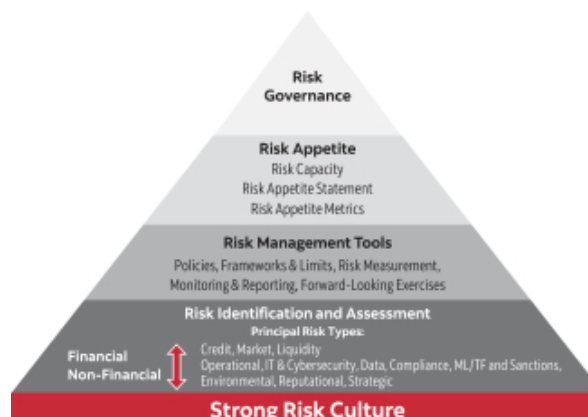 Risk
Governance
Risk Appetite
Risk Capacity
Risk Appetite Statement
Risk Appetite Metrics
Risk Management Tools
Policies, Frameworks & Limits, Risk Measurement,
Monitoring & Reporting, Forward-Looking Exercises
Risk Identification and Assessment
Principal Risk Types:
Financial
Credit, Market, Liquidity
Non-Financial
Operational, IT & Cybersecurity, Data, Compliance, ML/TF and Sanctions,
Environmental, Reputational, Strategic
Strong Risk Culture